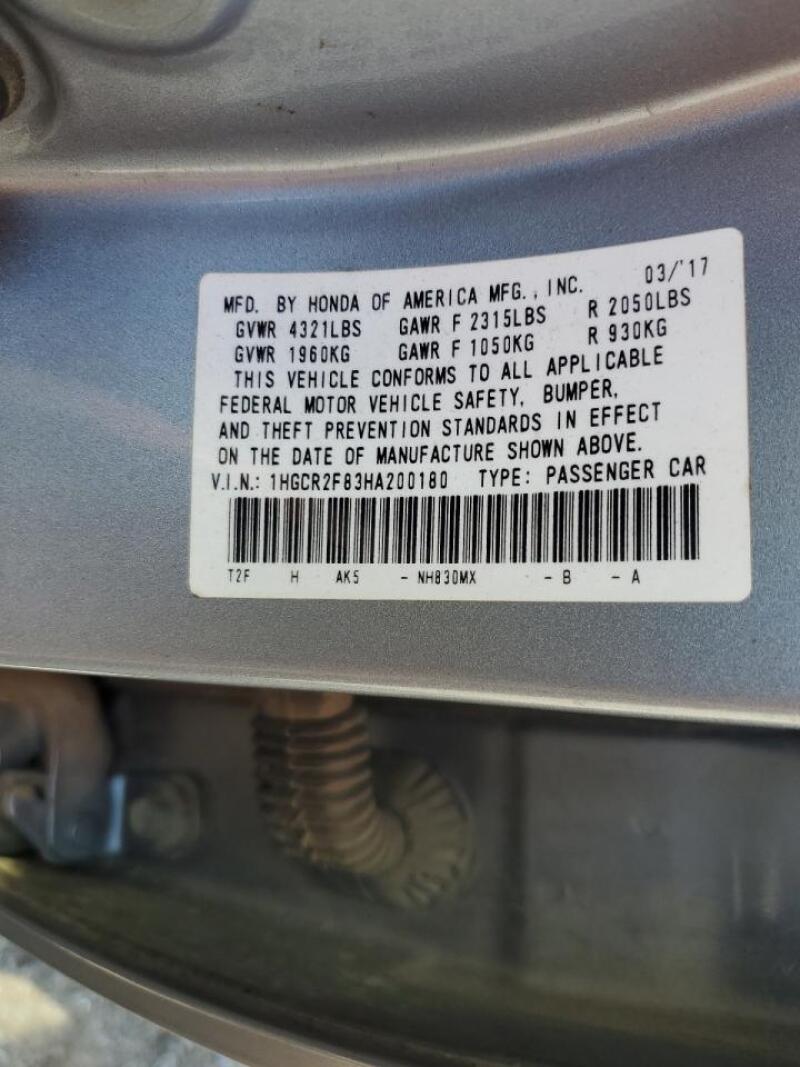 MFD. BY HONDA OF AMERICA MFG., INC. 03/'17
GVWR 4321LBS GAWR F 2315LBS R 2050LBS
GVWR 1960KG GAWR F 1050KG R 930KG
THIS VEHICLE CONFORMS TO ALL APPLICABLE
FEDERAL MOTOR VEHICLE SAFETY, BUMPER,
AND THEFT PREVENTION STANDARDS IN EFFECT
ON THE DATE OF MANUFACTURE SHOWN ABOVE.
V.I.N.: 1HGCR2F83HA200180 TYPE: PASSENGER CAR
T2F H AK5 - NH830MX - B - A